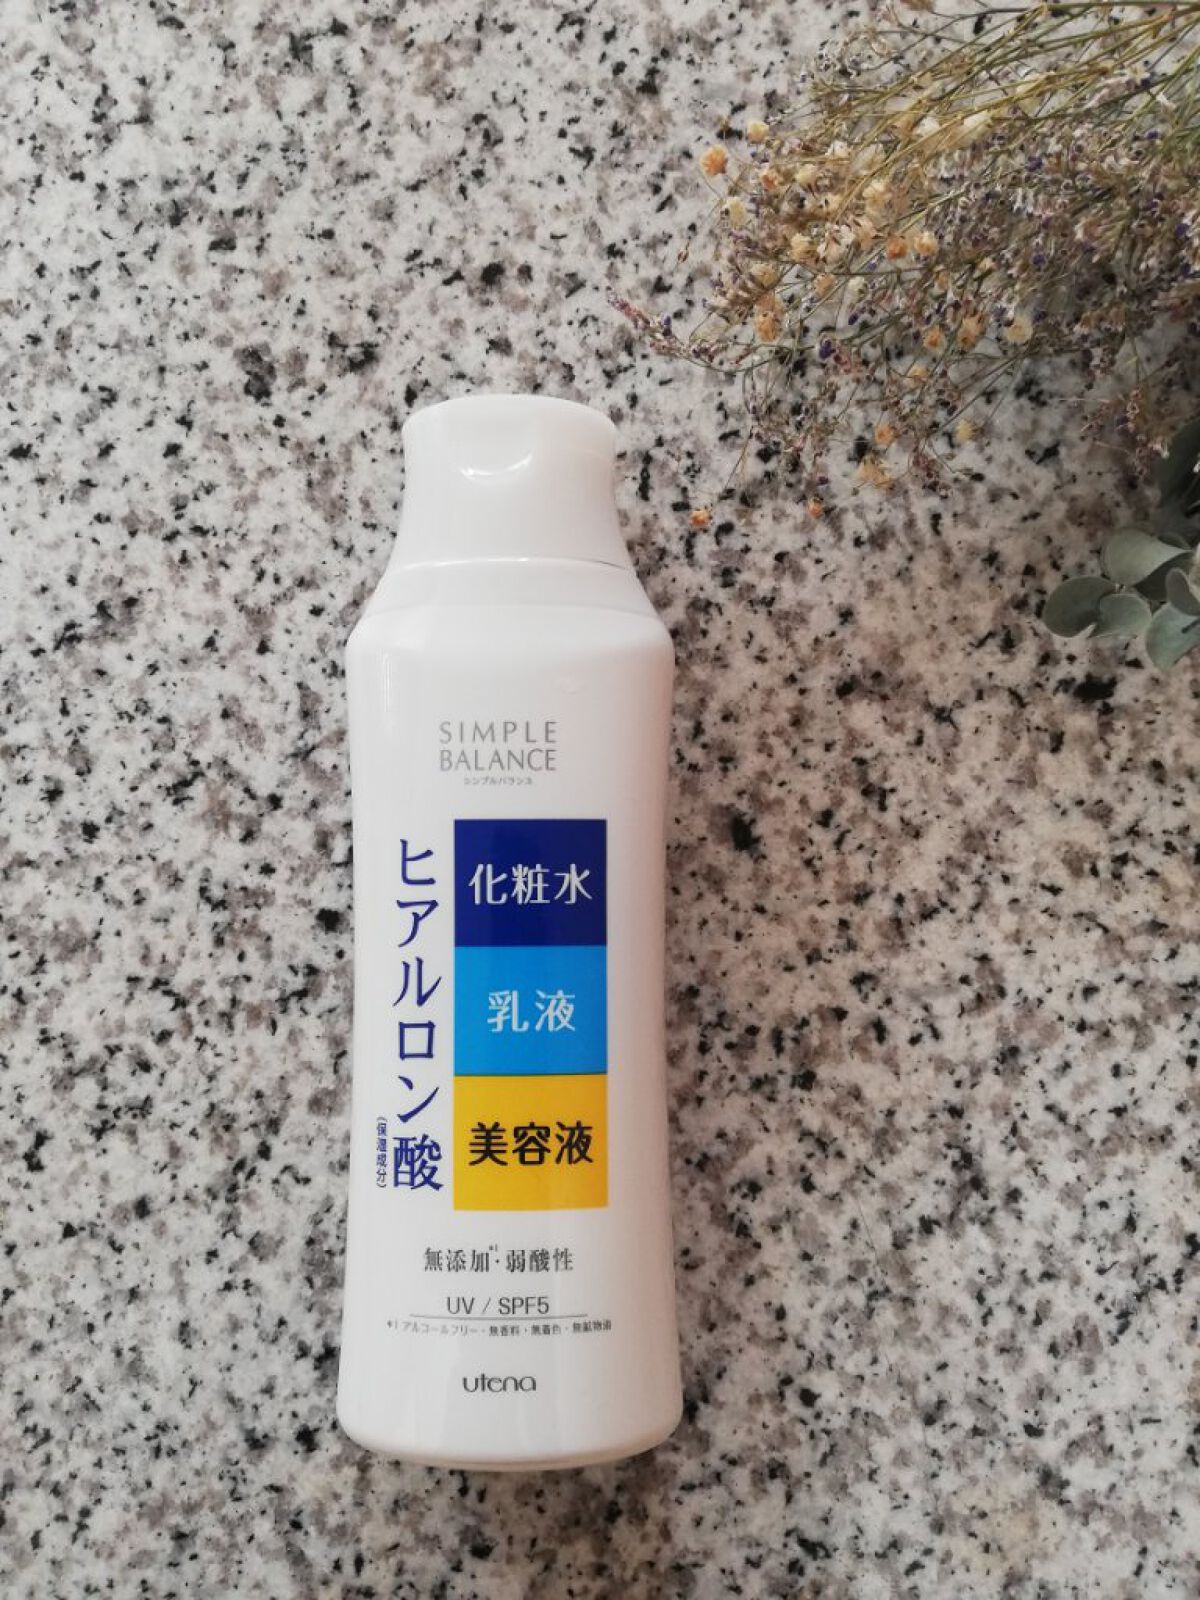 SIMPLE
BALANCE
シンプルバランス
ヒアルロン酸
(保湿成分)
化粧水
乳液
美容液
無添加*1・弱酸性
UV / SPF5
*1 アルコールフリー・無香料・無着色・無鉱物油
utena